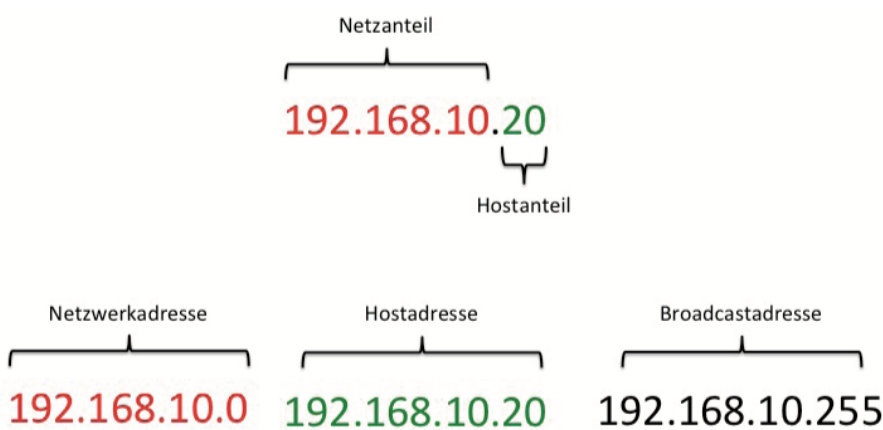 Netzanteil
192.168.10.20
Hostanteil
Netzwerkadresse Hostadresse Broadcastadresse
192.168.10.0 192.168.10.20 192.168.10.255